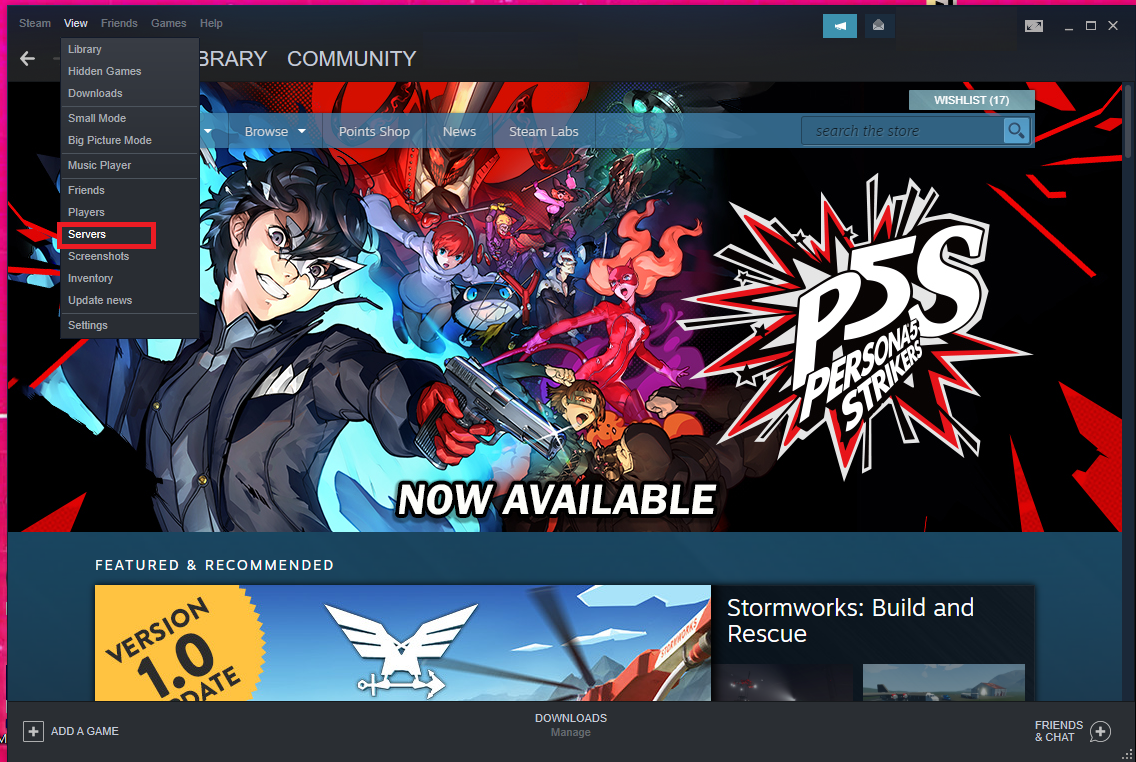 Steam View Friends Games Help
BRARY COMMUNITY
Library
Hidden Games
Downloads
Small Mode
Big Picture Mode
Music Player
Friends
Players
Servers
Screenshots
Inventory
Update news
Settings
WISHLIST (17)
Browse Points Shop News Steam Labs search the store
P5S
PERSONA5
STRIKERS
NOW AVAILABLE
FEATURED & RECOMMENDED
VERSION
1.0
UPDATE
STORMWORKS
Stormworks: Build and
Rescue
ADD A GAME
DOWNLOADS
Manage
FRIENDS
& CHAT